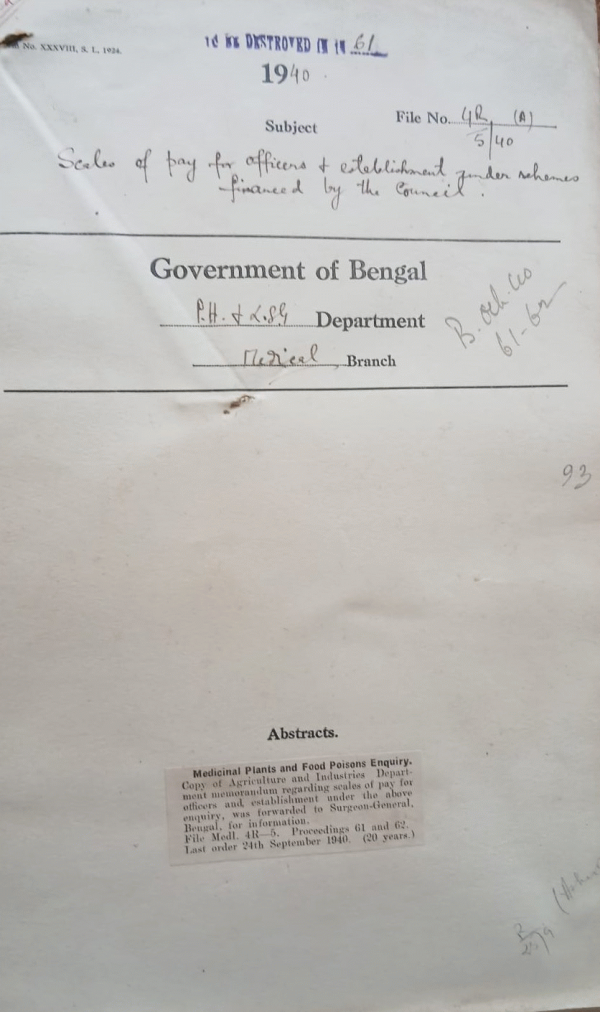 No. XXXVIII, S. L. 1924.
TO BE DESTROYED IN 19 61
1940.
File No. 4R (A)
5/40
Subject
Scales of pay for officers & establishment under schemes
financed by the Council.
Government of Bengal
P.H. & L.S.G Department
Medical Branch
B. Oct. 40
61-62
93
Abstracts.
Medicinal Plants and Food Poisons Enquiry.
Copy of Agriculture and Industries Depart-
ment memorandum regarding scales of pay for
officers and establishment under the above
enquiry, was forwarded to Surgeon-General,
Bengal, for information.
File Medl. 4R—5. Proceedings 61 and 62.
Last order 24th September 1940. (20 years.)